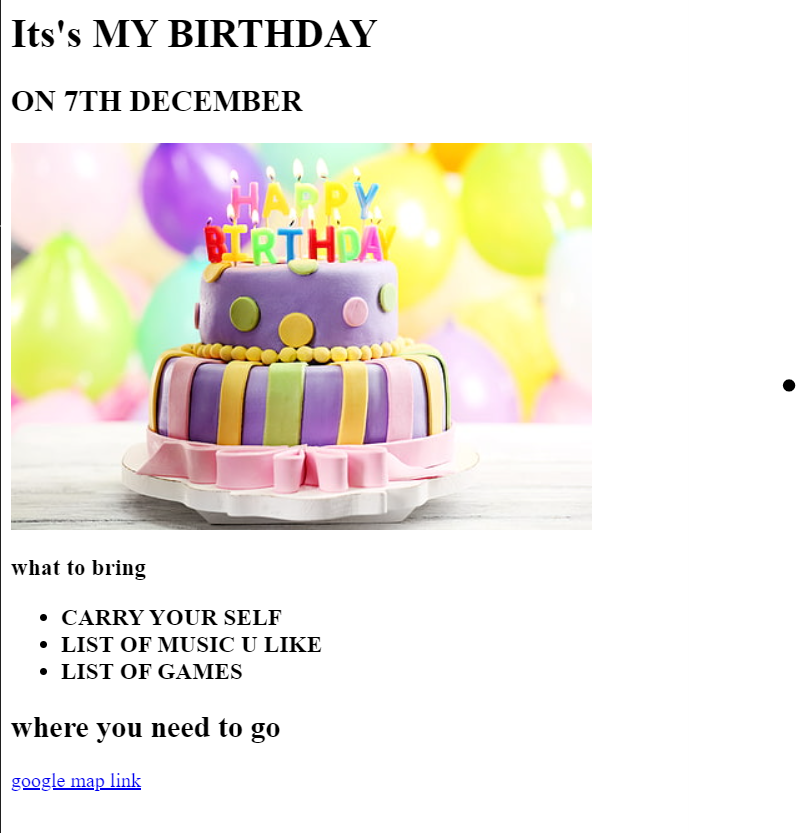 Its's MY BIRTHDAY
ON 7TH DECEMBER
HAPPY
BIRTHDAY
what to bring
• CARRY YOUR SELF
• LIST OF MUSIC U LIKE
• LIST OF GAMES
where you need to go
google map link